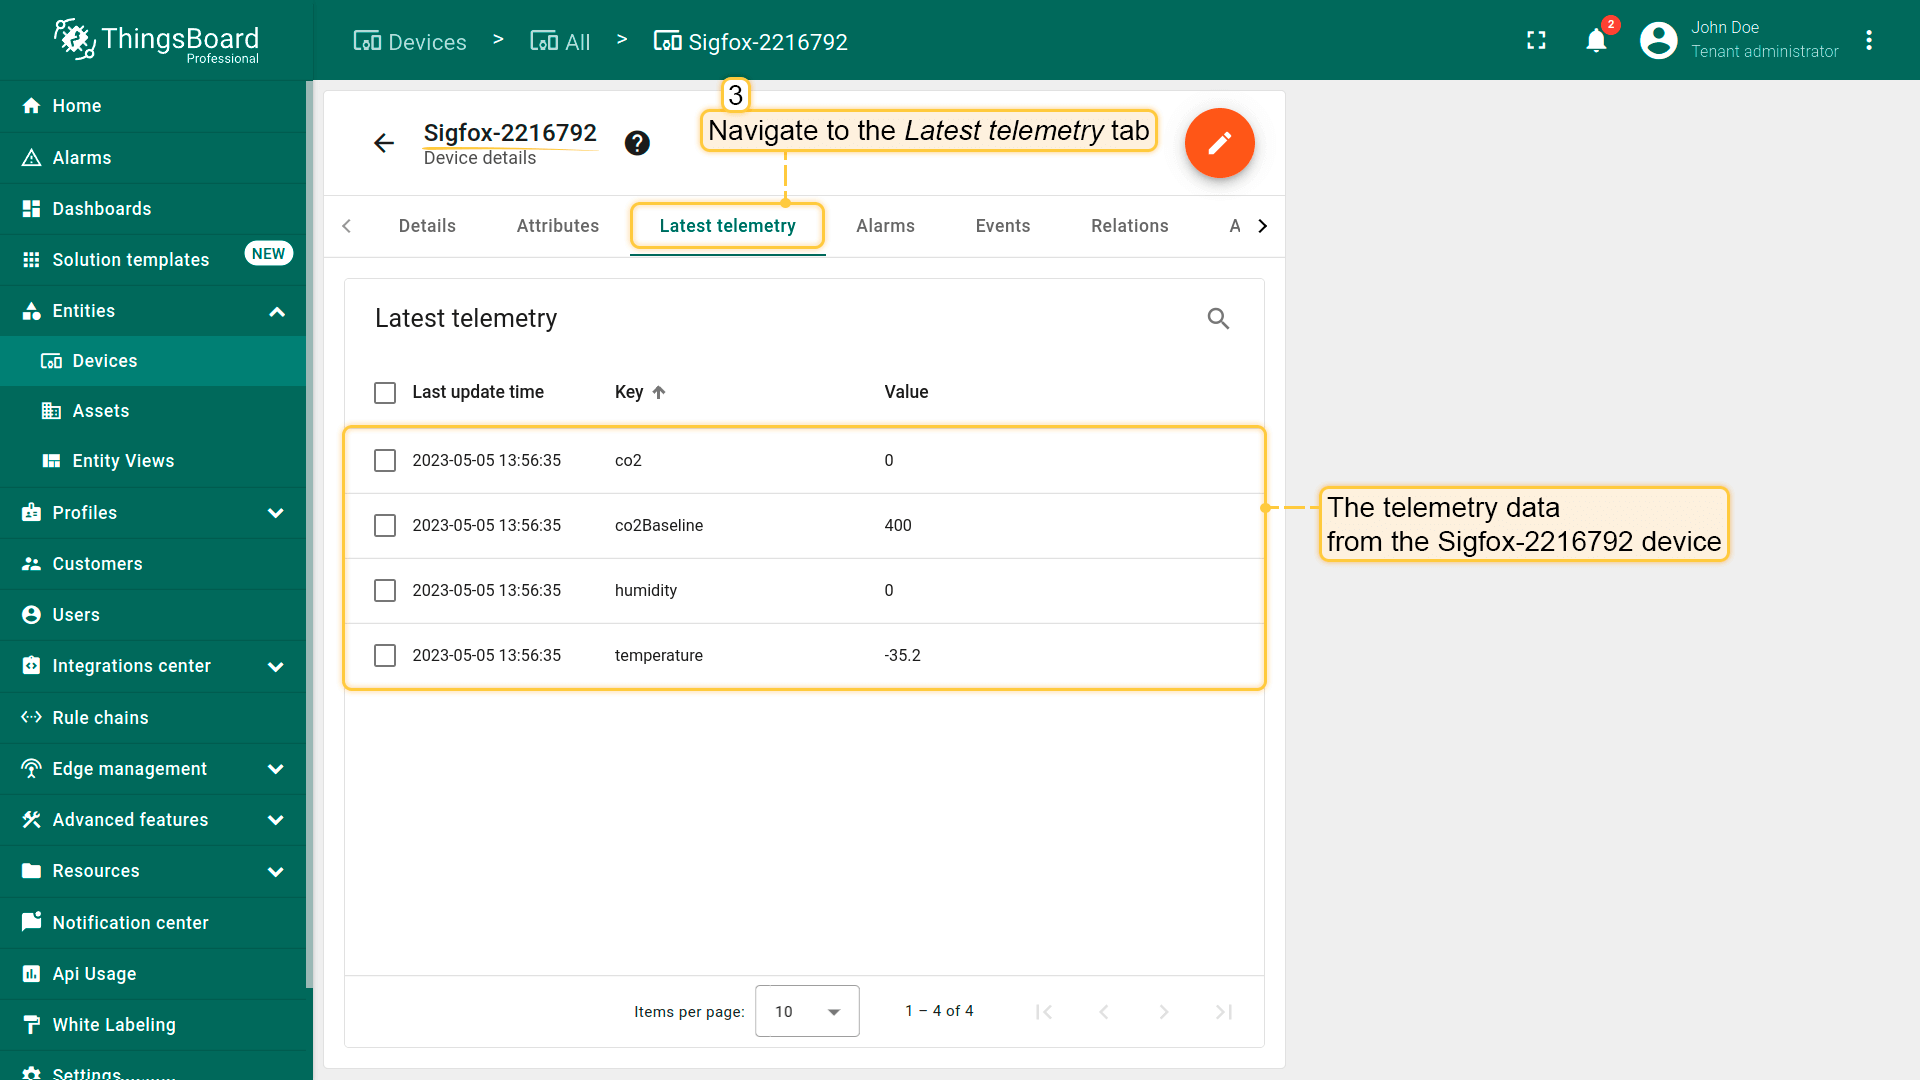 ThingsBoard
Professional
Devices > All > Sigfox-2216792
2
John Doe
Tenant administrator
Home
Alarms
Dashboards
Solution templates
NEW
Entities
Devices
Assets
Entity Views
Profiles
Customers
Users
Integrations center
Rule chains
Edge management
Advanced features
Resources
Notification center
Api Usage
White Labeling
Settings
Sigfox-2216792
Device details
?
3
Navigate to the Latest telemetry tab
Details Attributes Latest telemetry Alarms Events Relations A
Latest telemetry
Last update time Key Value
2023-05-05 13:56:35 co2 0
2023-05-05 13:56:35 co2Baseline 400
2023-05-05 13:56:35 humidity 0
2023-05-05 13:56:35 temperature -35.2
The telemetry data
from the Sigfox-2216792 device
Items per page: 10 1 – 4 of 4